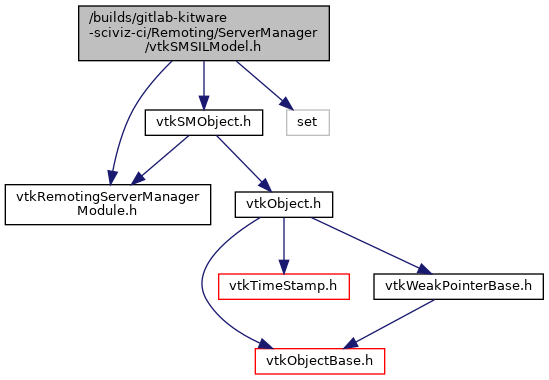 /builds/gitlab-kitware
-sciviz-ci/Remoting/ServerManager
/vtkSMSILModel.h
vtkSMObject.h
set
vtkRemotingServerManager
Module.h
vtkObject.h
vtkTimeStamp.h
vtkWeakPointerBase.h
vtkObjectBase.h